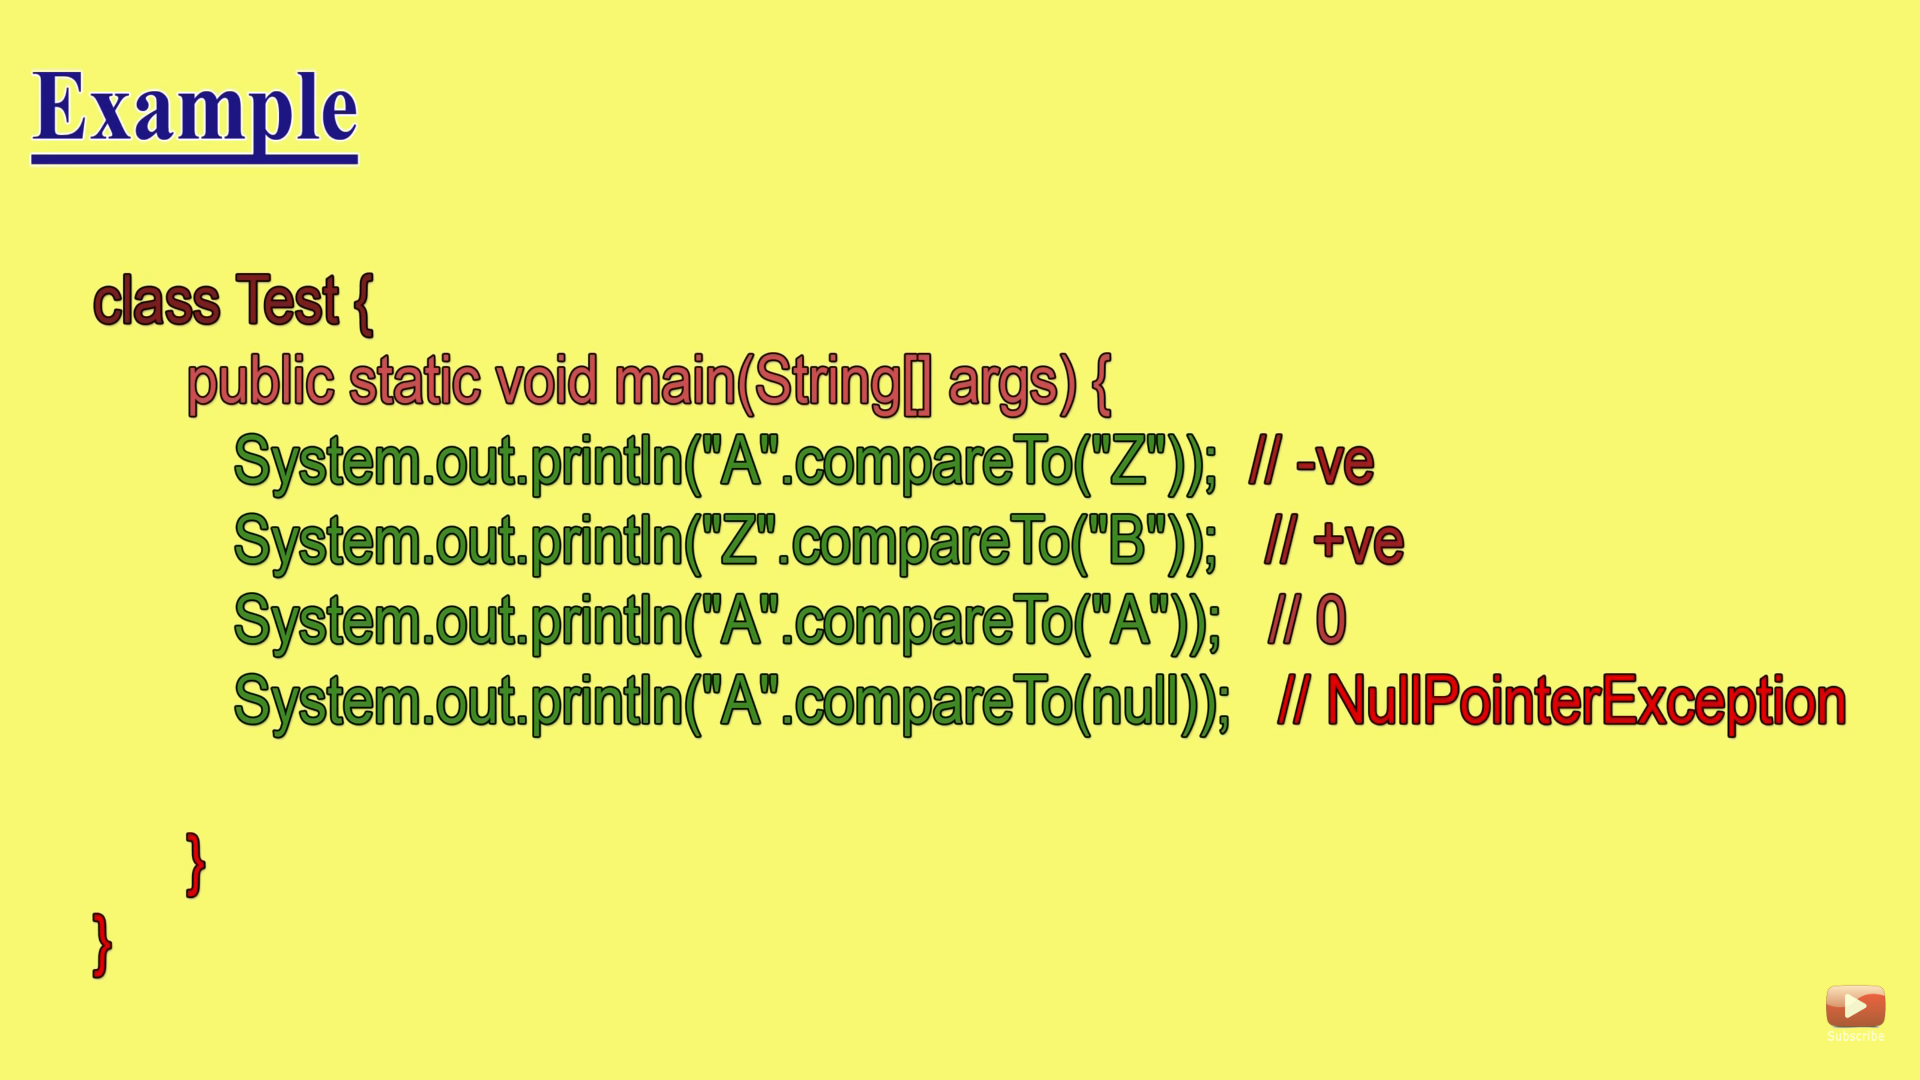 Example
class Test {
public static void main(String[] args) {
System.out.println("A".compareTo("Z"));  // -ve
System.out.println("Z".compareTo("B"));  // +ve
System.out.println("A".compareTo("A"));  // 0
System.out.println("A".compareTo(null));  // NullPointerException
}
}
Subscribe